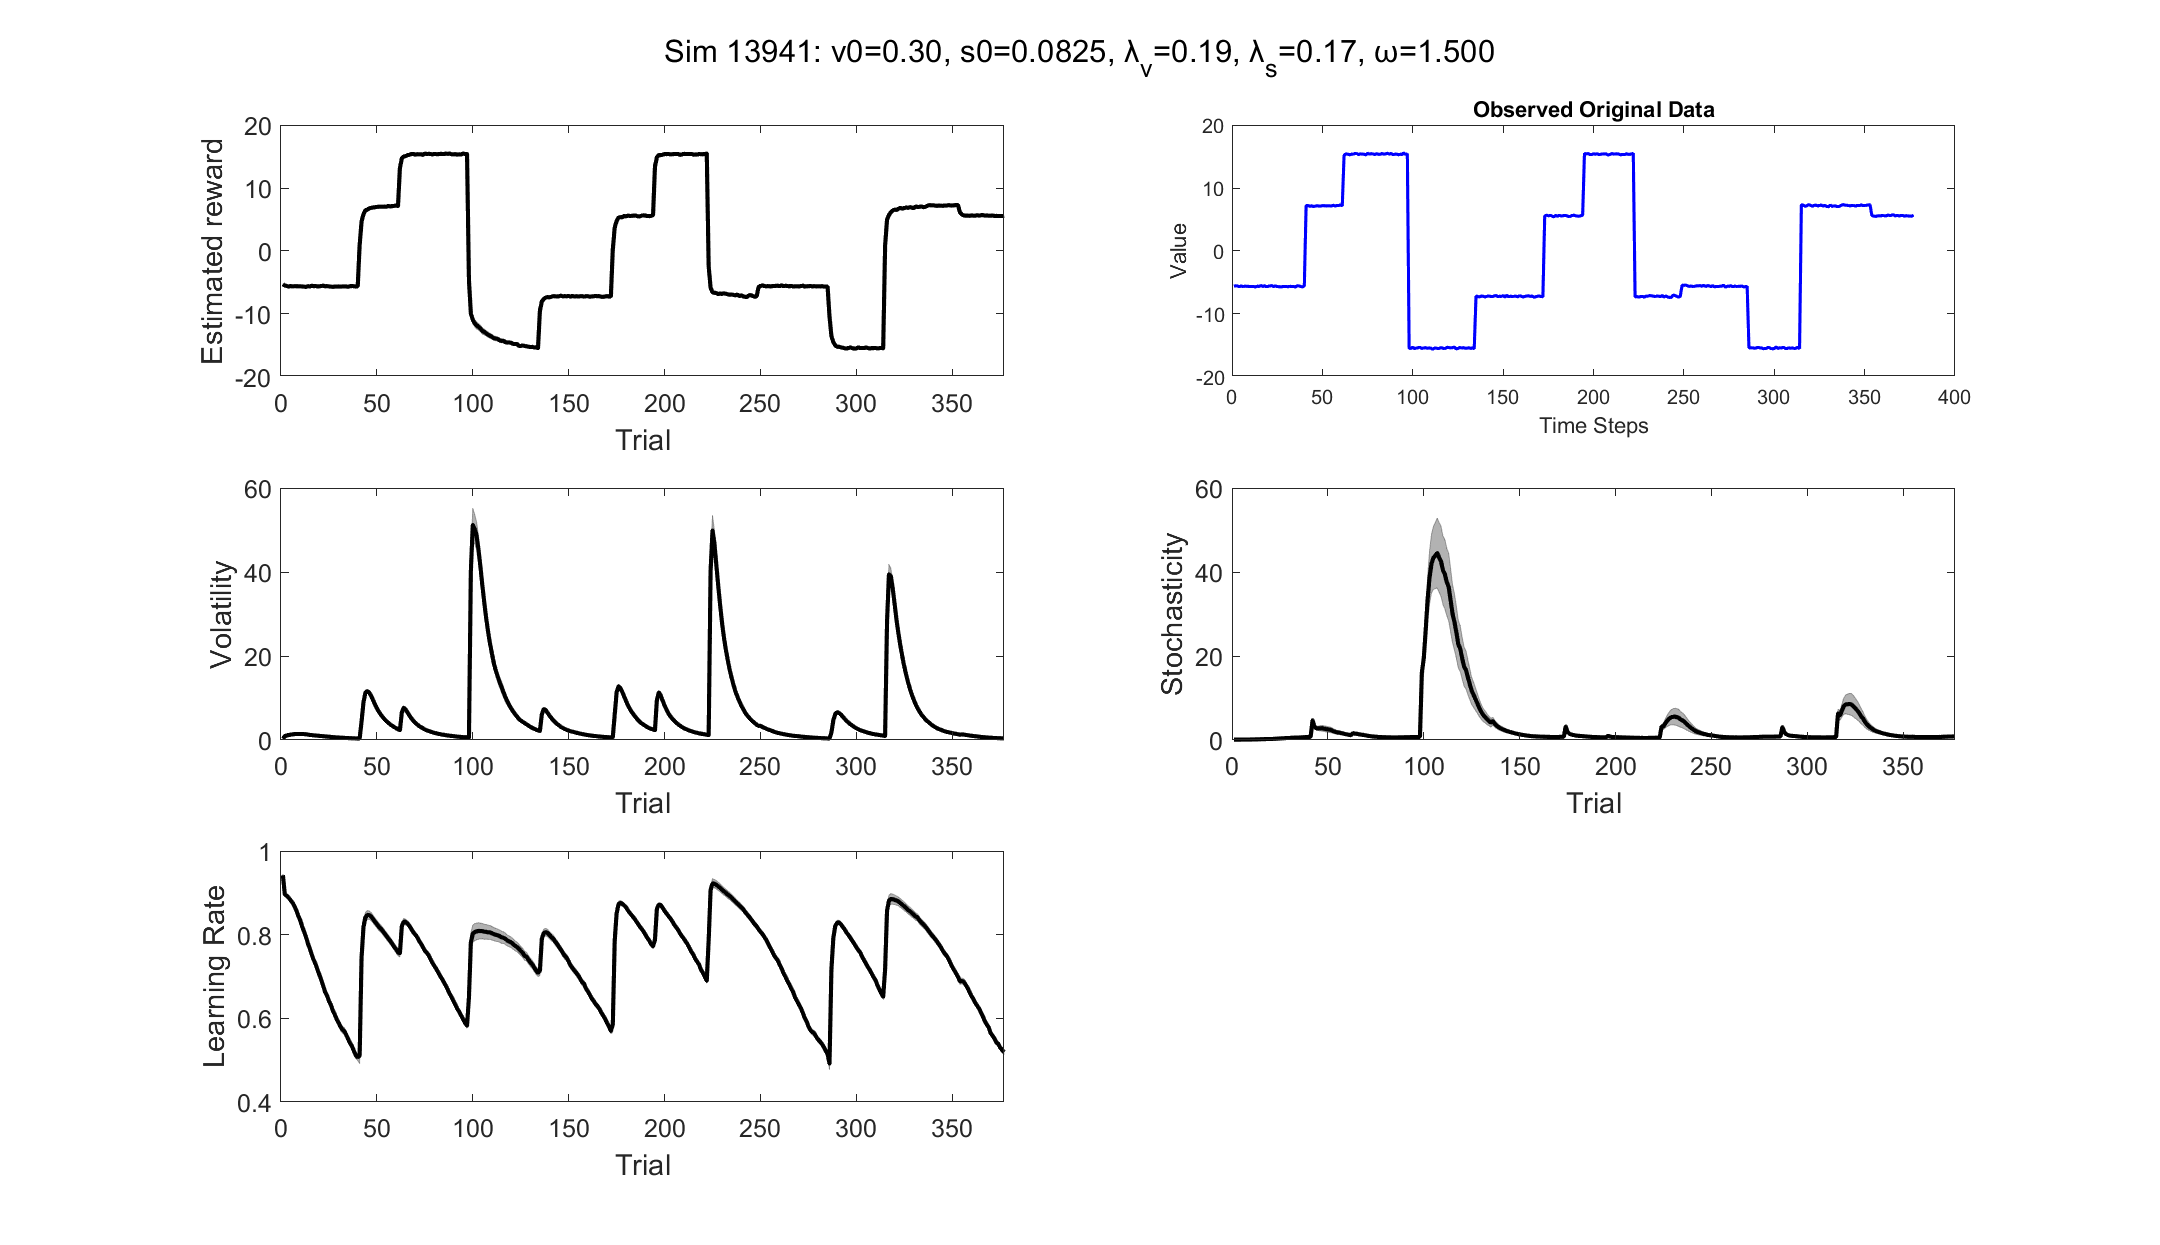 Sim 13941: v0=0.30, s0=0.0825, λv=0.19, λs=0.17, ω=1.500
20
10
0
-10
-20
Estimated reward
0 50 100 150 200 250 300 350
Trial
Observed Original Data
20
10
0
-10
-20
Value
0 50 100 150 200 250 300 350 400
Time Steps
60
40
20
0
Volatility
0 50 100 150 200 250 300 350
Trial
60
40
20
0
Stochasticity
0 50 100 150 200 250 300 350
Trial
1
0.8
0.6
0.4
Learning Rate
0 50 100 150 200 250 300 350
Trial